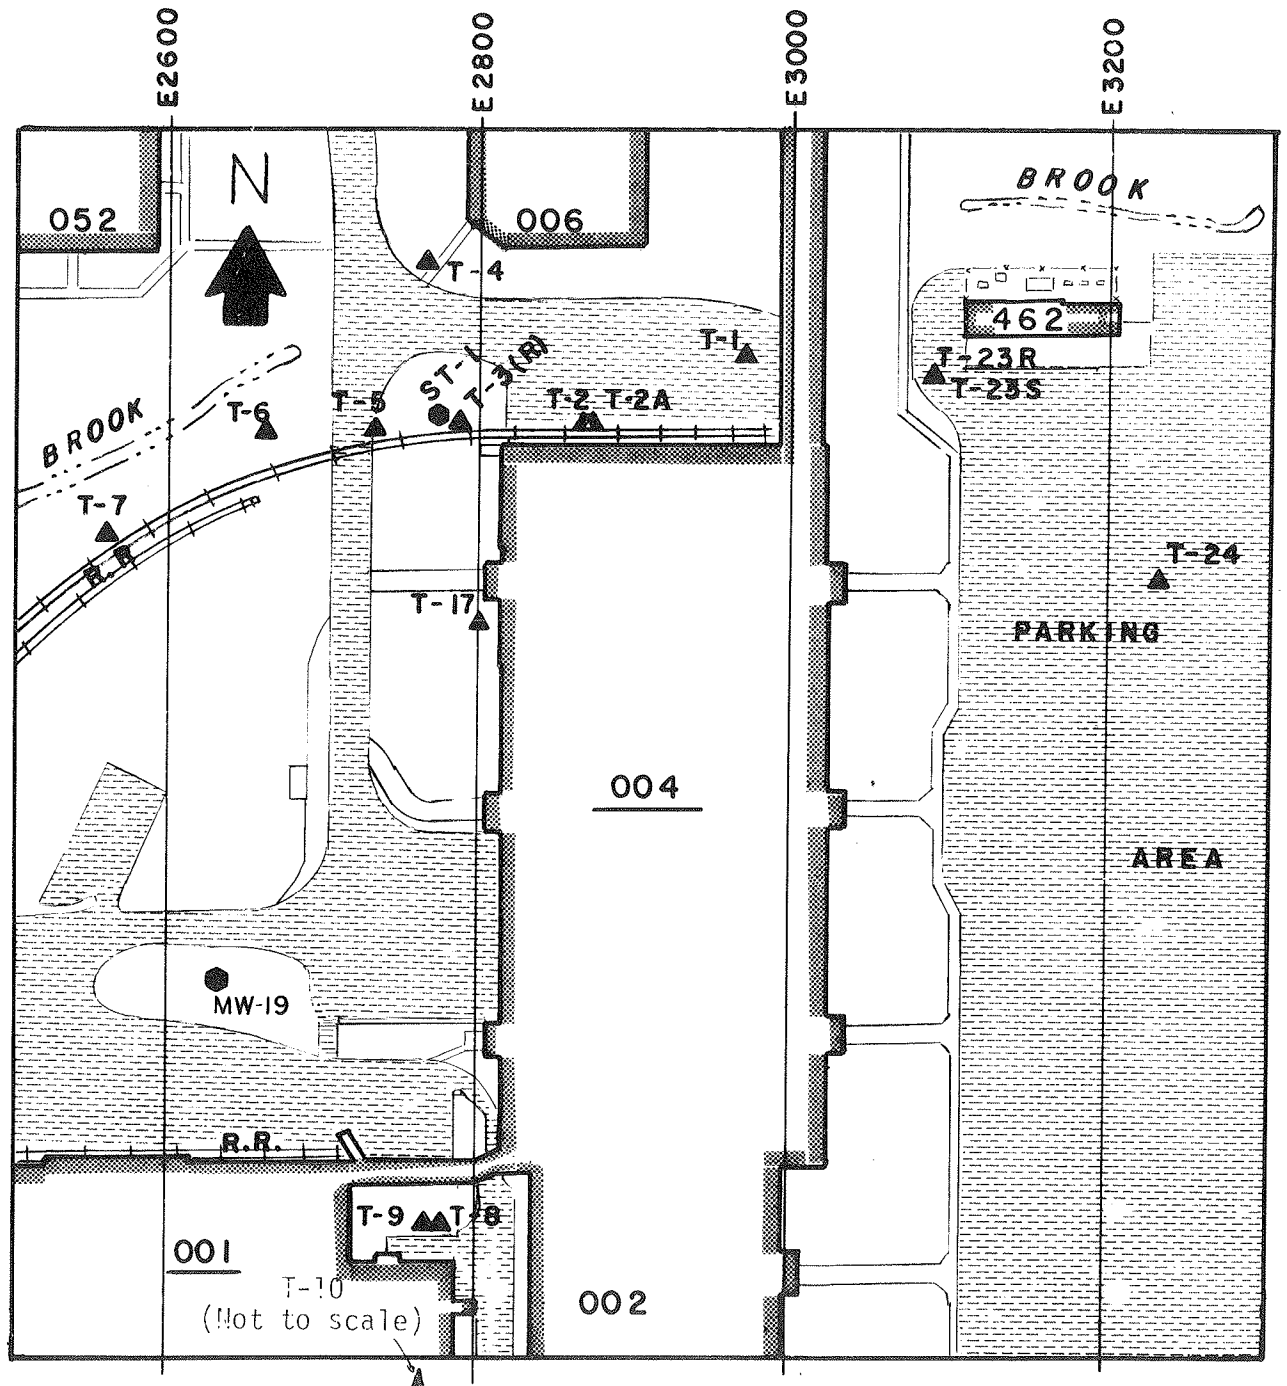 E2600
E2800
E3000
E3200
N
BROOK
052
006
T-4
462
T-1
ST-1
T-3(R)
T-23R
T-23S
T-5
T-6
T-2 T-2A
BROOK
T-7
R.R
T-24
T-17
PARKING
004
AREA
MW-19
R.R.
T-9 T-8
001
T-10
(Not to scale)
002